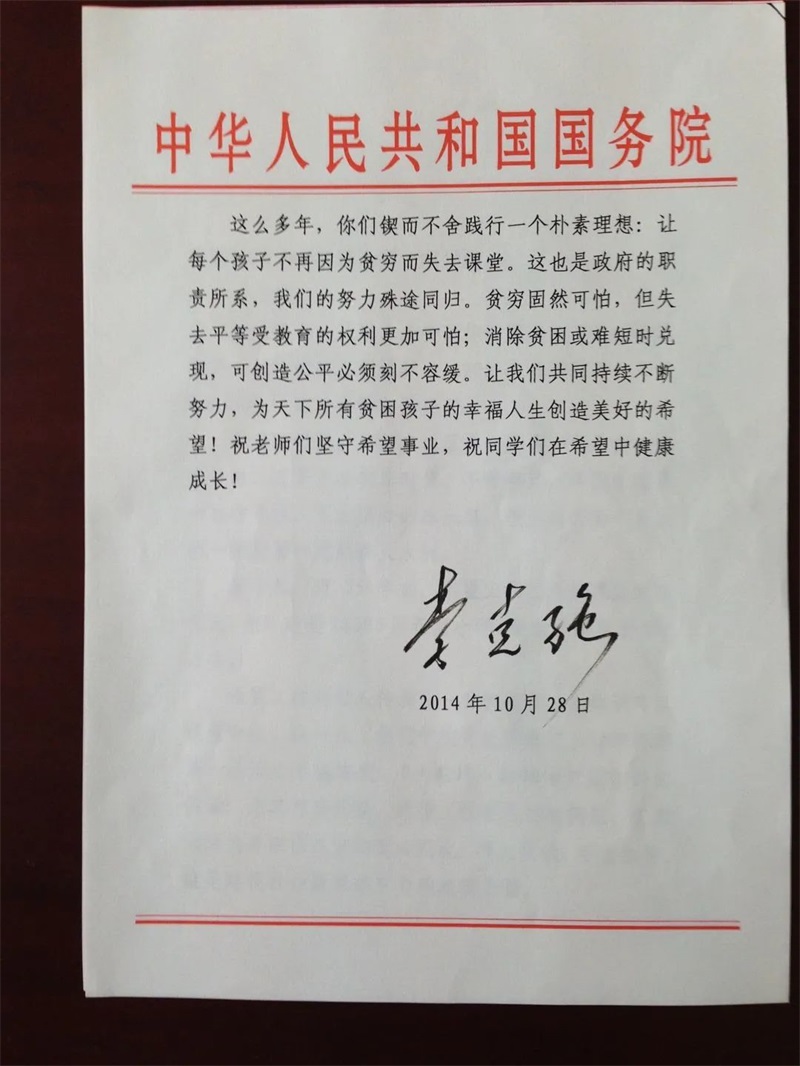 中华人民共和国国务院
这么多年，你们锲而不舍践行一个朴素理想：让
每个孩子不再因为贫穷而失去课堂。这也是政府的职
责所系，我们的努力殊途同归。贫穷固然可怕，但失
去平等受教育的权利更加可怕；消除贫困或难短时兑
现，可创造公平必须刻不容缓。让我们共同持续不断
努力，为天下所有贫困孩子的幸福人生创造美好的希
望！祝老师们坚守希望事业，祝同学们在希望中健康
成长！
李克强
2014年10月28日